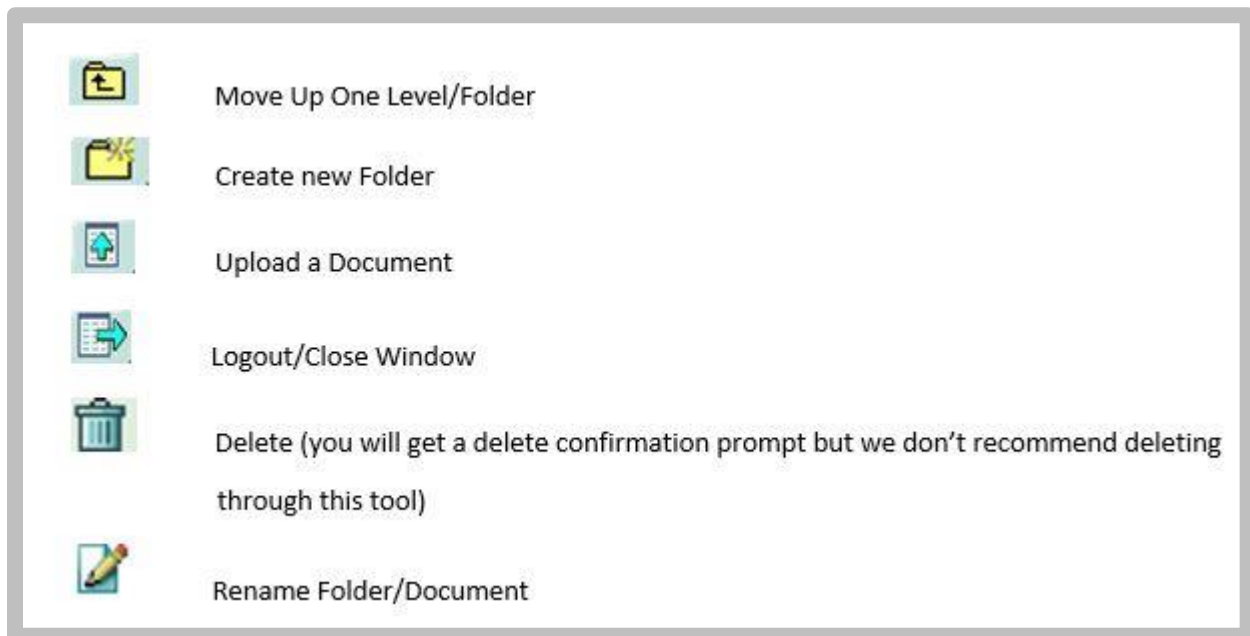 Move Up One Level/Folder
Create new Folder
Upload a Document
Logout/Close Window
Delete (you will get a delete confirmation prompt but we don’t recommend deleting
through this tool)
Rename Folder/Document